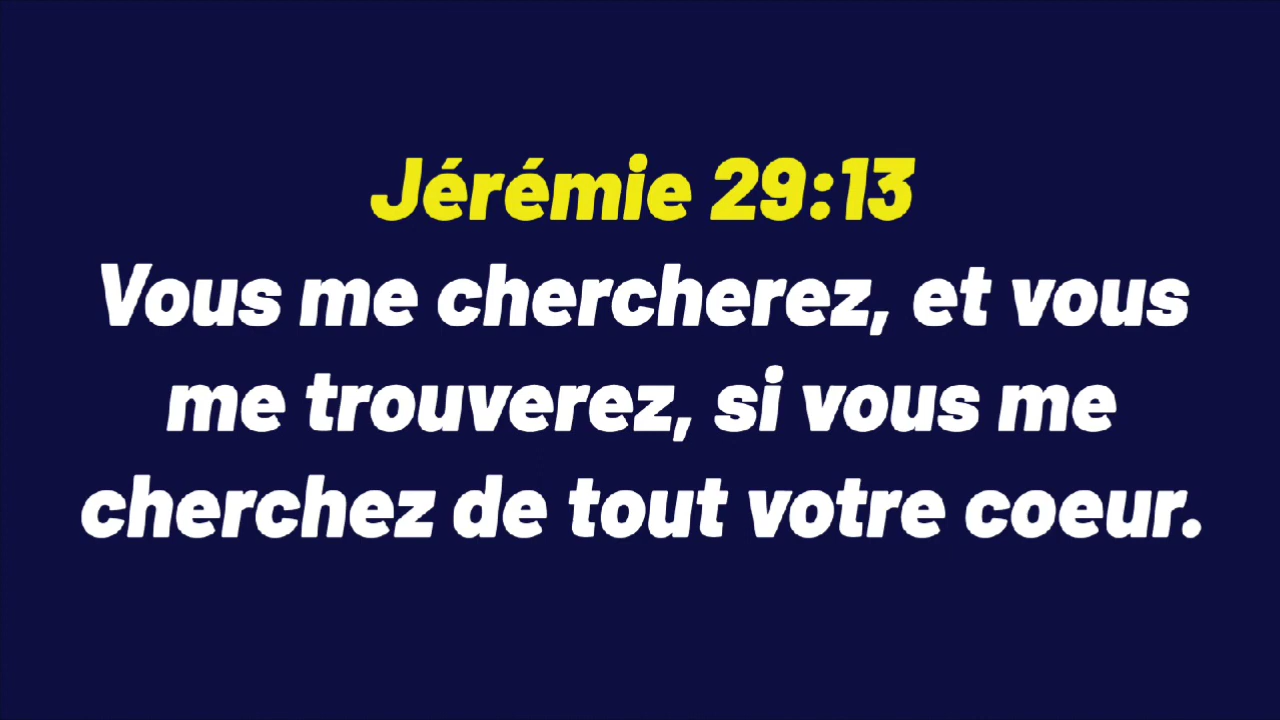 Jérémie 29:13
Vous me chercherez, et vous
me trouverez, si vous me
cherchez de tout votre coeur.